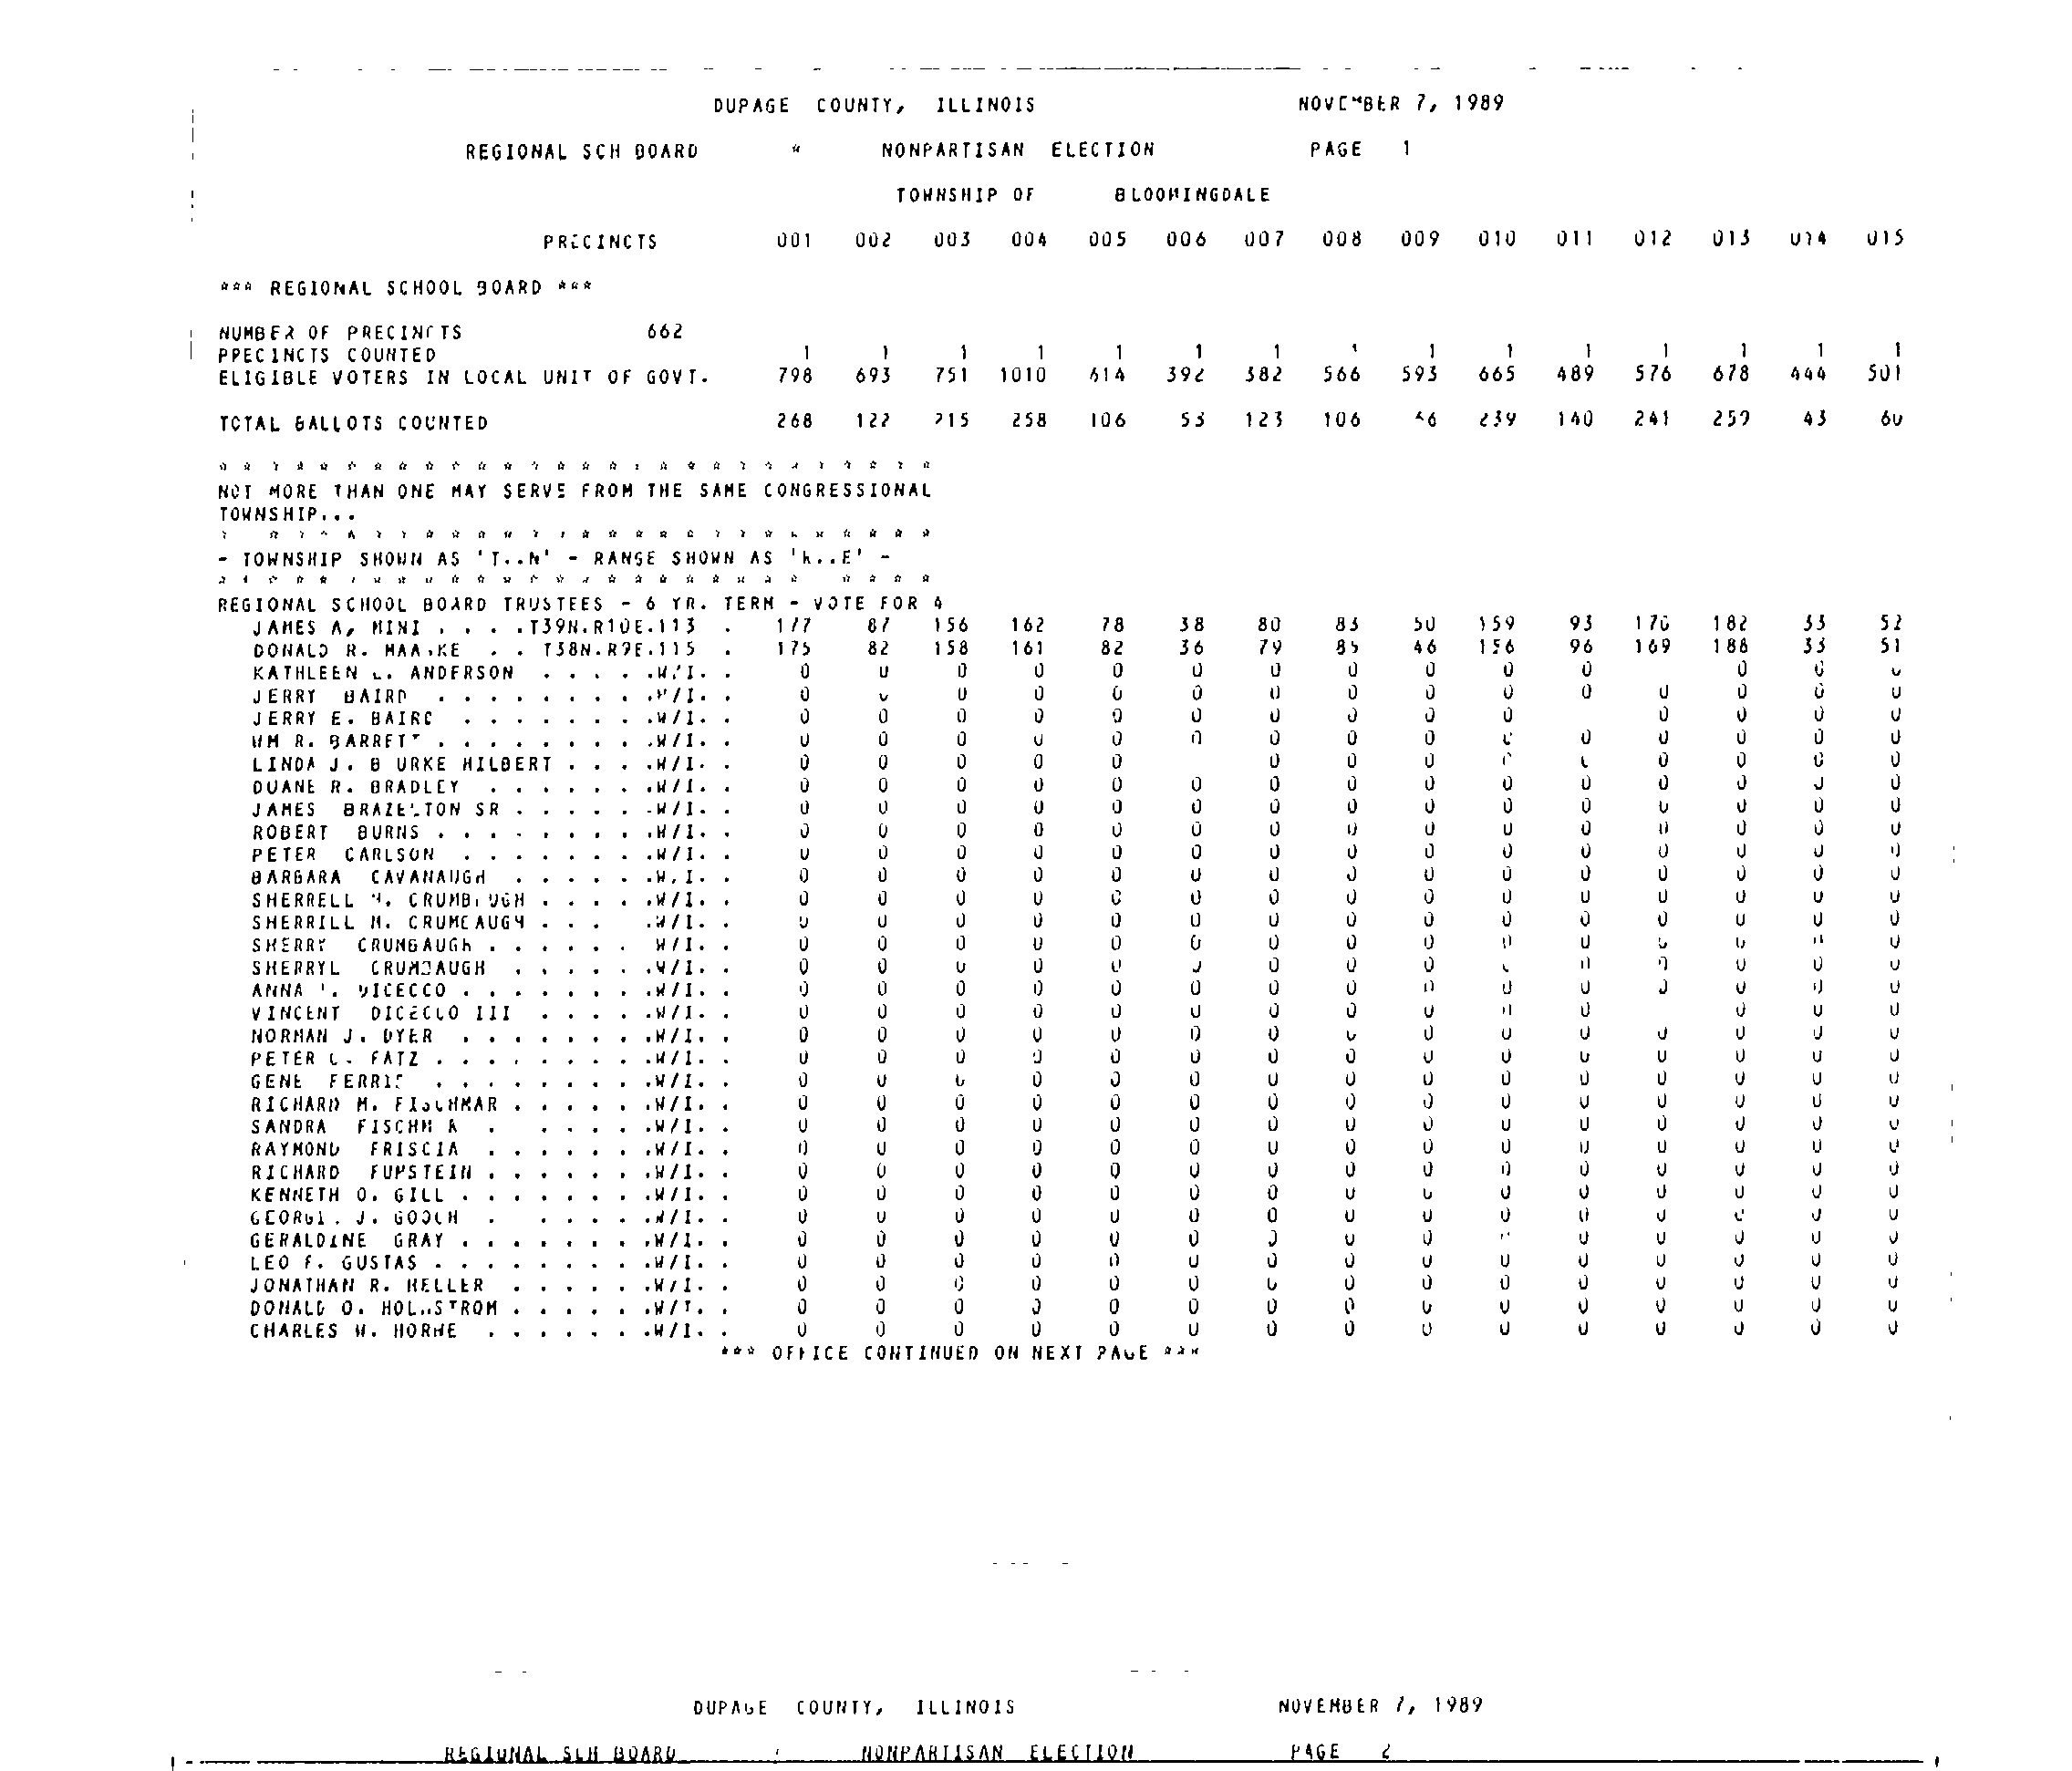 DUPAGE COUNTY, ILLINOIS NOVEMBER 7, 1989
REGIONAL SCH BOARD * NONPARTISAN ELECTION PAGE 1
TOWNSHIP OF BLOOMINGDALE
PRECINCTS 001 002 003 004 005 006 007 008 009 010 011 012 013 014 015
*** REGIONAL SCHOOL BOARD ***
NUMBER OF PRECINCTS 662
PRECINCTS COUNTED 1 1 1 1 1 1 1 1 1 1 1 1 1 1 1
ELIGIBLE VOTERS IN LOCAL UNIT OF GOVT. 798 693 751 1010 614 392 382 566 593 665 489 576 678 444 501
TOTAL BALLOTS COUNTED 268 122 215 258 106 53 123 106 239 140 241 259 43 60
* * * * * * * * * * * * * * * * * * * * * * * * * * * *
NOT MORE THAN ONE MAY SERVE FROM THE SAME CONGRESSIONAL
TOWNSHIP...
* * * * * * * * * * * * * * * * * * * * * * * * * * * *
- TOWNSHIP SHOWN AS 'T..N' - RANGE SHOWN AS 'R..E' -
* * * * * * * * * * * * * * * * * * * * * * * * * * * *
REGIONAL SCHOOL BOARD TRUSTEES - 6 YR. TERM - VOTE FOR 4
JAMES A. MINI . . . .T39N.R10E.113 . 177 87 156 162 78 38 80 83 50 159 93 170 182 33 52
DONALD R. . . T38N.R9E.115 . 175 82 158 161 82 36 79 85 46 156 96 169 188 33 51
KATHLEEN L. ANDERSON . . . . .W/I. . 0 0 0 0 0 0 0 0 0 0 0 0 0 0
JERRY BAIRD . . . . . . . . .W/I. . 0 0 0 0 0 0 0 0 0 0 0 0 0 0 0
JERRY E. BAIRD . . . . . . . .W/I. . 0 0 0 0 0 0 0 0 0 0 0 0 0 0
WM R. BARRETT . . . . . . . . .W/I. . 0 0 0 0 0 0 0 0 0 0 0 0 0 0 0
LINDA J. B URKE HILBERT . . . .W/I. . 0 0 0 0 0 0 0 0 0 0 0 0 0 0
DUANE R. BRADLEY . . . . . . .W/I. . 0 0 0 0 0 0 0 0 0 0 0 0 0 0 0
JAMES BRAZELTON SR . . . . . .W/I. . 0 0 0 0 0 0 0 0 0 0 0 0 0 0 0
ROBERT BURNS . . . . . . . . .W/I. . 0 0 0 0 0 0 0 0 0 0 0 0 0 0 0
PETER CARLSON . . . . . . . .W/I. . 0 0 0 0 0 0 0 0 0 0 0 0 0 0 0
BARBARA CAVANAUGH . . . . . .W/I. . 0 0 0 0 0 0 0 0 0 0 0 0 0 0 0
SHERRELL M. CRUMBAUGH . . . . .W/I. . 0 0 0 0 0 0 0 0 0 0 0 0 0 0 0
SHERRILL M. CRUMBAUGH . . . .W/I. . 0 0 0 0 0 0 0 0 0 0 0 0 0 0 0
SHERRY CRUMBAUGH . . . . . . W/I. . 0 0 0 0 0 0 0 0 0 0 0 0 0 0 0
SHERRYL CRUMBAUGH . . . . . .W/I. . 0 0 0 0 0 0 0 0 0 0 0 0 0 0 0
ANNA DICECCO . . . . . . . .W/I. . 0 0 0 0 0 0 0 0 0 0 0 0 0 0 0
VINCENT DICECCO III . . . . .W/I. . 0 0 0 0 0 0 0 0 0 0 0 0 0 0
NORMAN J. DYER . . . . . . . .W/I. . 0 0 0 0 0 0 0 0 0 0 0 0 0 0 0
PETER L. FATZ . . . . . . . . .W/I. . 0 0 0 0 0 0 0 0 0 0 0 0 0 0 0
GENE FERRIS . . . . . . . . .W/I. . 0 0 0 0 0 0 0 0 0 0 0 0 0 0 0
RICHARD M. . . . . . .W/I. . 0 0 0 0 0 0 0 0 0 0 0 0 0 0 0
SANDRA . . . . . .W/I. . 0 0 0 0 0 0 0 0 0 0 0 0 0 0 0
RAYMOND FRISCIA . . . . . . .W/I. . 0 0 0 0 0 0 0 0 0 0 0 0 0 0 0
RICHARD . . . . . . .W/I. . 0 0 0 0 0 0 0 0 0 0 0 0 0 0 0
KENNETH O. GILL . . . . . . . .W/I. . 0 0 0 0 0 0 0 0 0 0 0 0 0 0 0
GEORGE J. GOOCH . . . . . .W/I. . 0 0 0 0 0 0 0 0 0 0 0 0 0 0 0
GERALDINE GRAY . . . . . . . .W/I. . 0 0 0 0 0 0 0 0 0 0 0 0 0 0 0
LEO F. GUSTAS . . . . . . . . .W/I. . 0 0 0 0 0 0 0 0 0 0 0 0 0 0 0
JONATHAN R. HELLER . . . . . .W/I. . 0 0 0 0 0 0 0 0 0 0 0 0 0 0 0
DONALD O. HOLMSTROM . . . . . .W/I. . 0 0 0 0 0 0 0 0 0 0 0 0 0 0 0
CHARLES W. HORNE . . . . . . .W/I. . 0 0 0 0 0 0 0 0 0 0 0 0 0 0 0
*** OFFICE CONTINUED ON NEXT PAGE ***
DUPAGE COUNTY, ILLINOIS NOVEMBER 7, 1989
REGIONAL SCH BOARD NONPARTISAN ELECTION PAGE 2